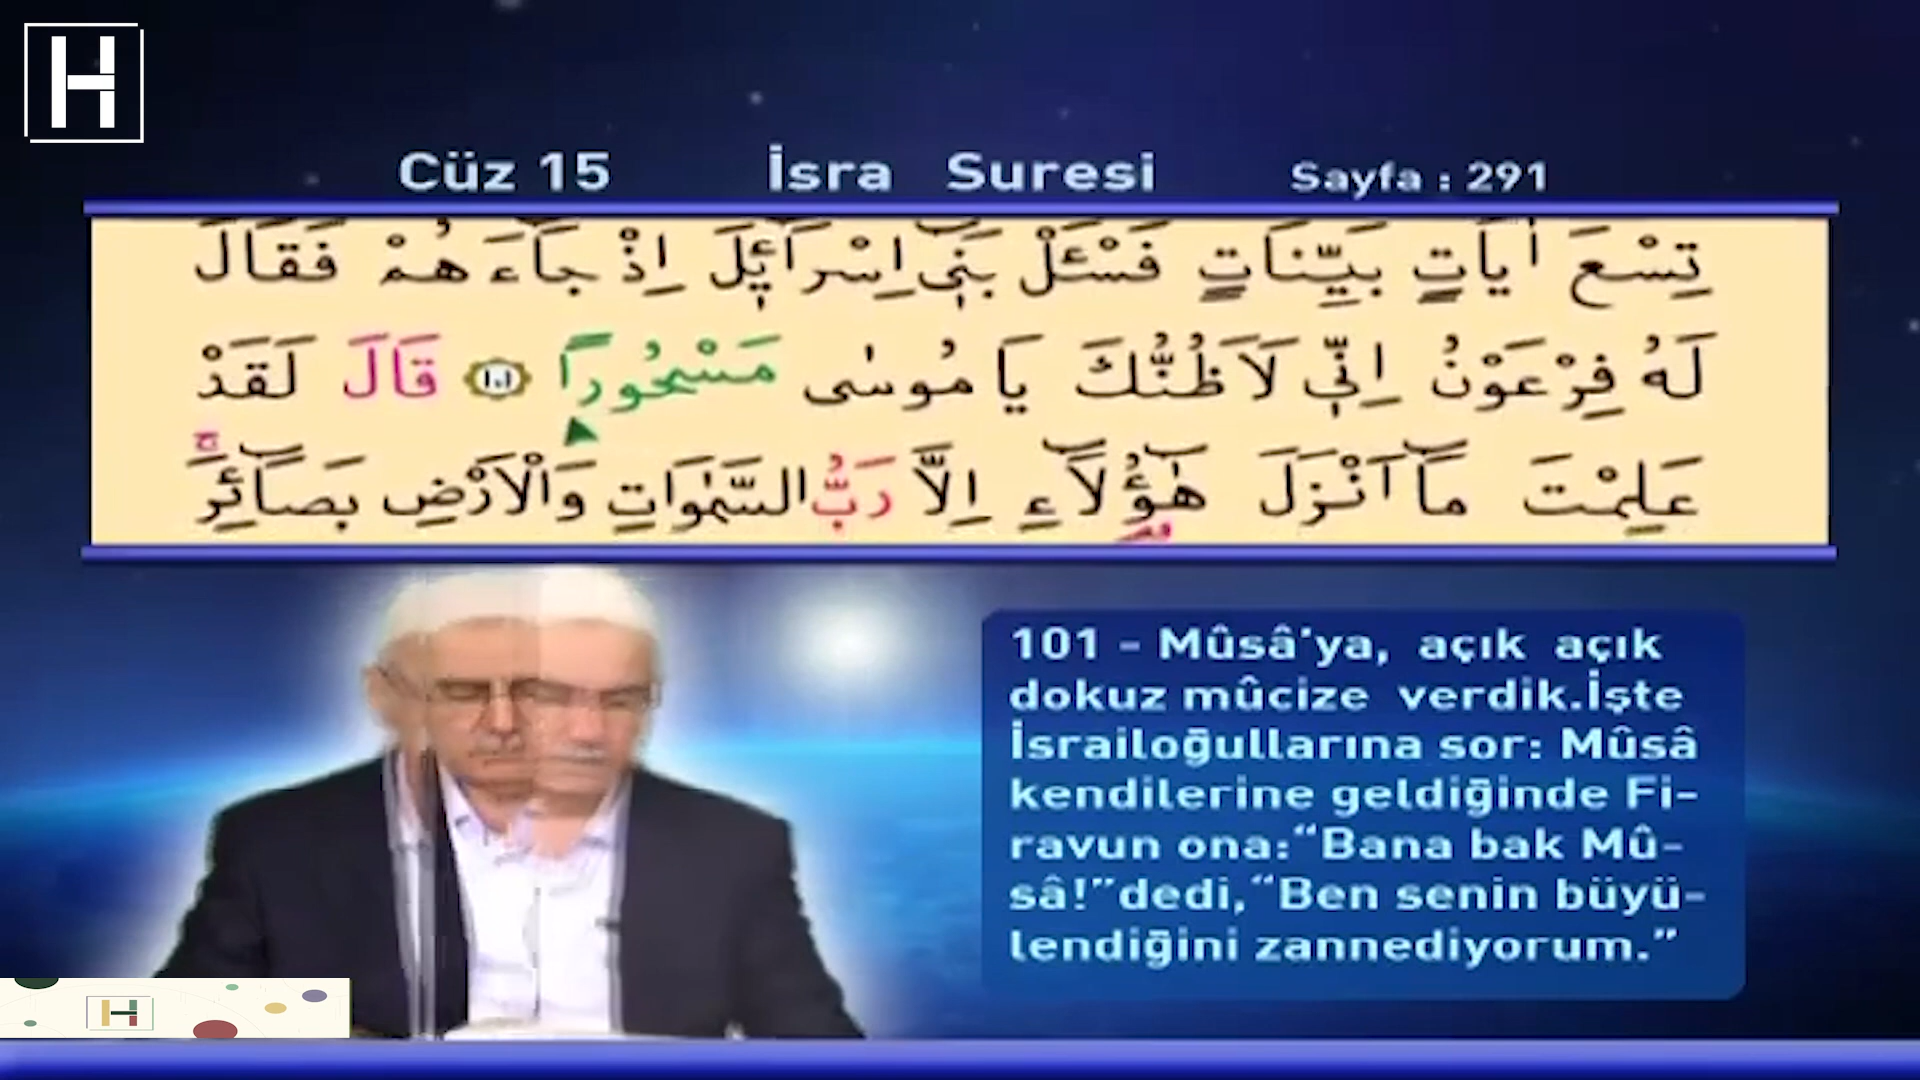 H
Cüz 15 İsra Suresi Sayfa : 291
تِسْعَ اٰيَاتٍ بَيِّنَاتٍ فَسْـَٔلْ بَنٖٓي اِسْرَٓائٖلَ اِذْ جَٓاءَهُمْ فَقَالَ
لَهُ فِرْعَوْنُ اِنّٖي لَاَظُنُّكَ يَا مُوسٰى مَسْحُورًا ﴿١٠١﴾ قَالَ لَقَدْ
عَلِمْتَ مَٓا اَنْزَلَ هٰٓؤُ۬لَٓاءِ اِلَّا رَبُّ السَّمٰوَاتِ وَالْاَرْضِ بَصَٓائِرَۚ
101 - Mûsâ'ya, açık açık
dokuz mûcize verdik.İşte
İsrailoğullarına sor: Mûsâ
kendilerine geldiğinde Fi-
ravun ona:“Bana bak Mû-
sâ!”dedi,“Ben senin büyü-
lendiğini zannediyorum.”
H